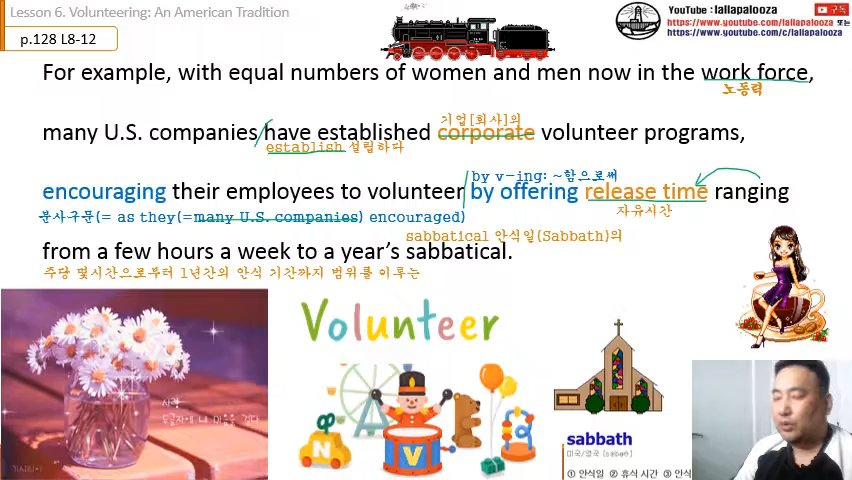 Lesson 6. Volunteering: An American Tradition
YouTube : lallapalooza 구독
https://www.youtube.com/lallapalooza 또는
https://www.youtube.com/c/lallapalooza
p.128 L8-12
For example, with equal numbers of women and men now in the work force,
노동력
기업[회사]의
many U.S. companies have established corporate volunteer programs,
establish 설립하다
by v-ing: ~함으로써
encouraging their employees to volunteer by offering release time ranging
분사구문(= as they(=many U.S. companies) encouraged)
자유시간
sabbatical 안식일(Sabbath)의
from a few hours a week to a year's sabbatical.
주당 몇시간으로부터 1년간의 안식 기간까지 범위를 이루는
Volunteer
N
V
sabbath
미국/영국
① 안식일 ② 휴식 시간 ③ 안식